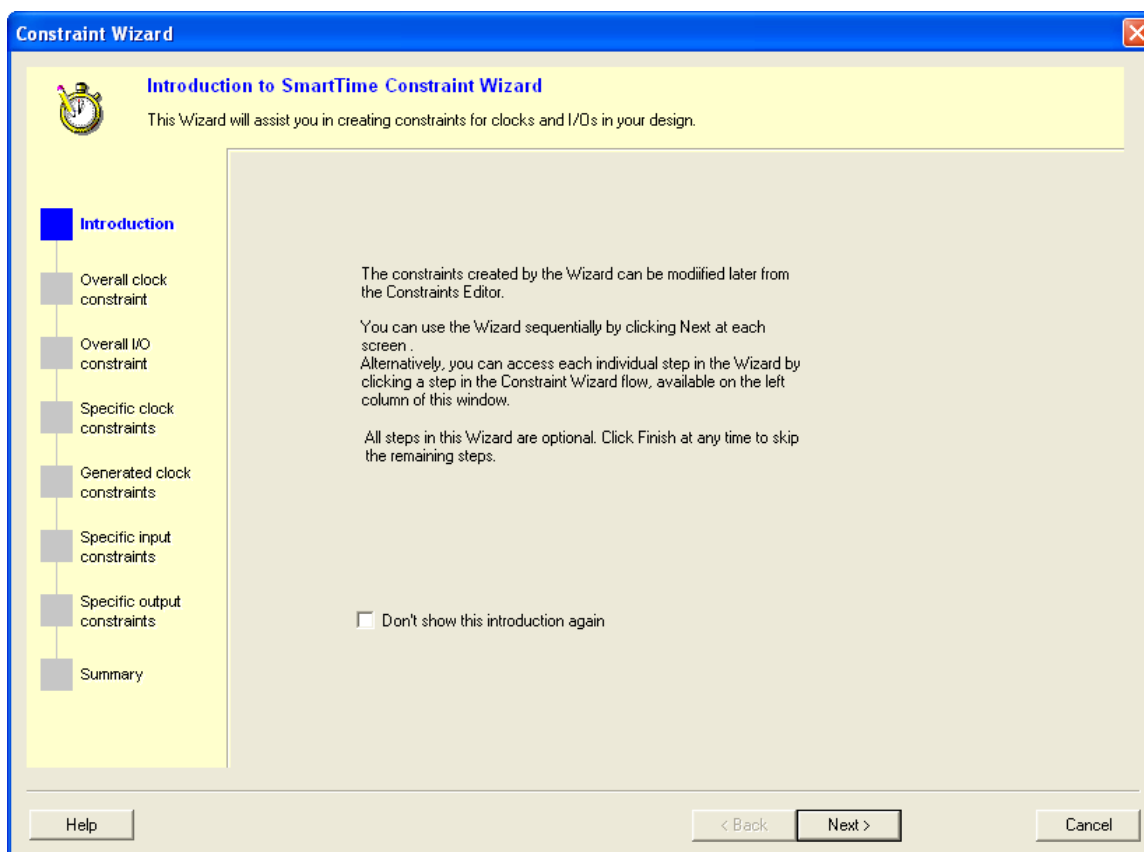 Constraint Wizard
Introduction to SmartTime Constraint Wizard
This Wizard will assist you in creating constraints for clocks and I/Os in your design.
Introduction
Overall clock
constraint
Overall I/O
constraint
Specific clock
constraints
Generated clock
constraints
Specific input
constraints
Specific output
constraints
Summary
The constraints created by the Wizard can be modiified later from
the Constraints Editor.
You can use the Wizard sequentially by clicking Next at each
screen .
Alternatively, you can access each individual step in the Wizard by
clicking a step in the Constraint Wizard flow, available on the left
column of this window.
All steps in this Wizard are optional. Click Finish at any time to skip
the remaining steps.
Don't show this introduction again
Help
< Back
Next >
Cancel